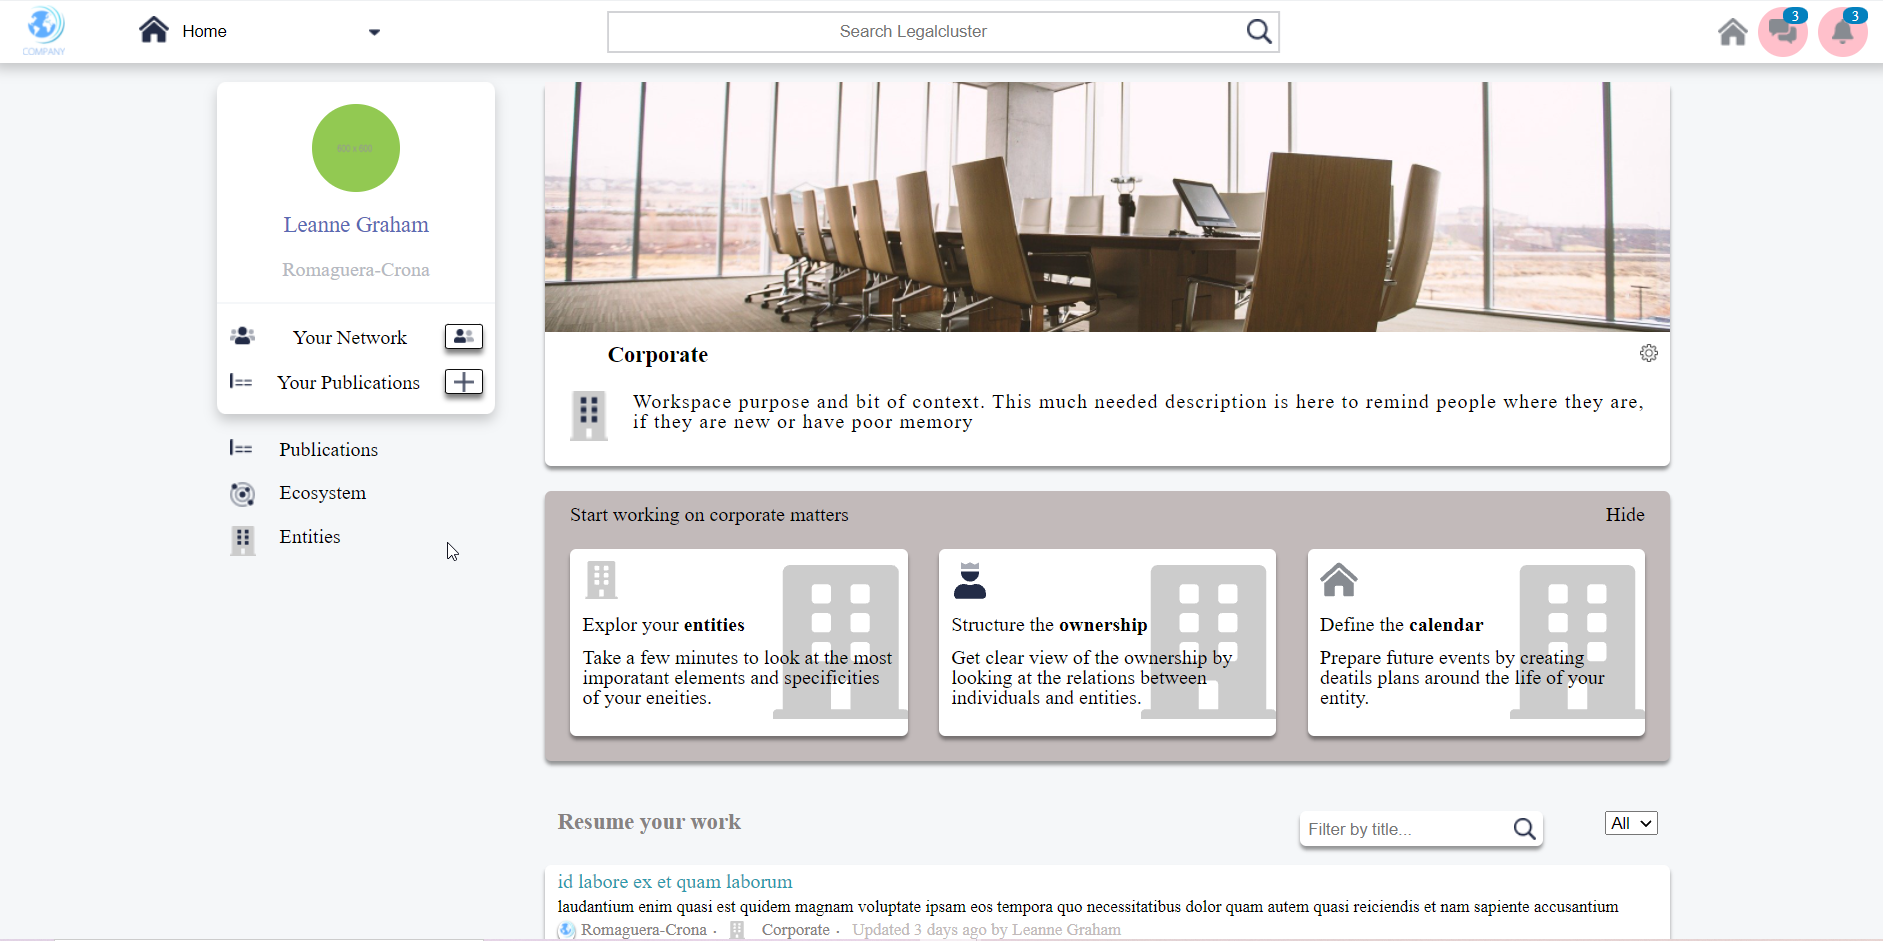 COMPANY
Home
Search Legalcluster
3
3
600 x 600
Leanne Graham
Romaguera-Crona
Your Network
Your Publications
Publications
Ecosystem
Entities
Corporate
Workspace purpose and bit of context. This much needed description is here to remind people where they are,
if they are new or have poor memory
Start working on corporate matters
Hide
Explor your entities
Take a few minutes to look at the most
imporatant elements and specificities
of your eneities.
Structure the ownership
Get clear view of the ownership by
looking at the relations between
individuals and entities.
Define the calendar
Prepare future events by creating
deatils plans around the life of your
entity.
Resume your work
Filter by title...
All
id labore ex et quam laborum
laudantium enim quasi est quidem magnam voluptate ipsam eos tempora quo necessitatibus dolor quam autem quasi reiciendis et nam sapiente accusantium
Romaguera-Crona · Corporate · Updated 3 days ago by Leanne Graham